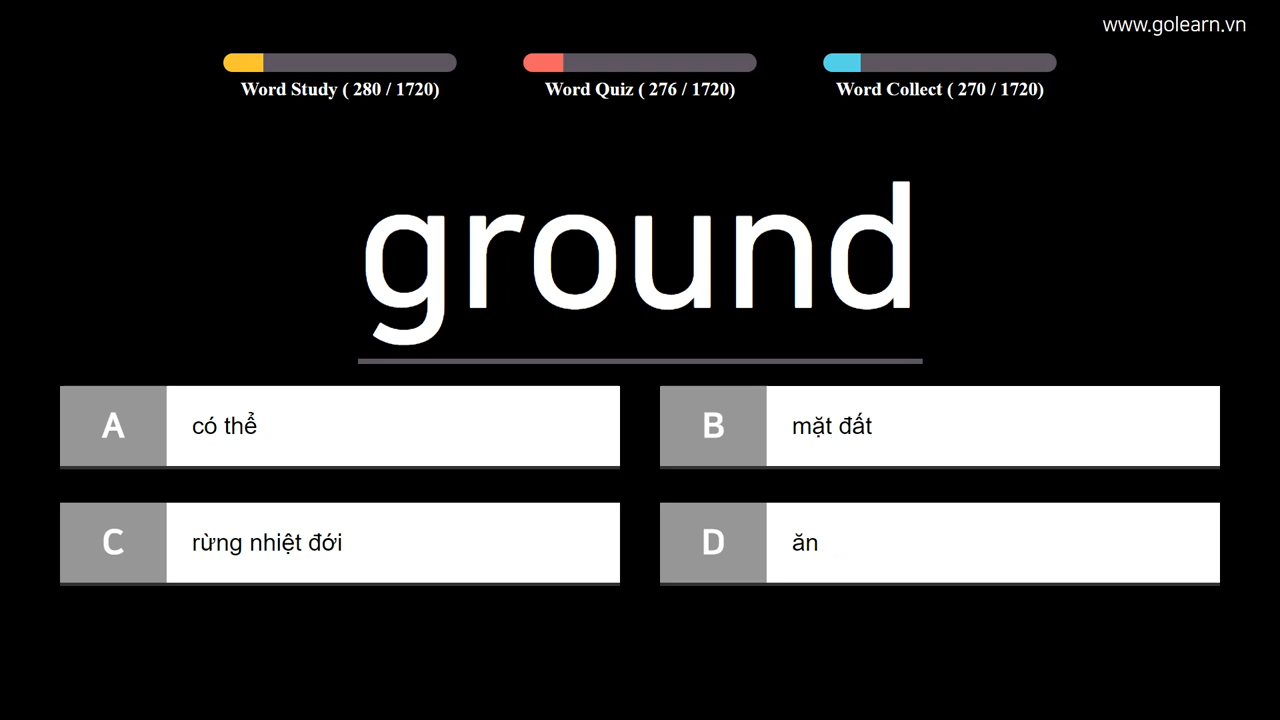 www.golearn.vn
Word Study ( 280 / 1720)
Word Quiz ( 276 / 1720)
Word Collect ( 270 / 1720)
ground
A có thể
B mặt đất
C rừng nhiệt đới
D ăn